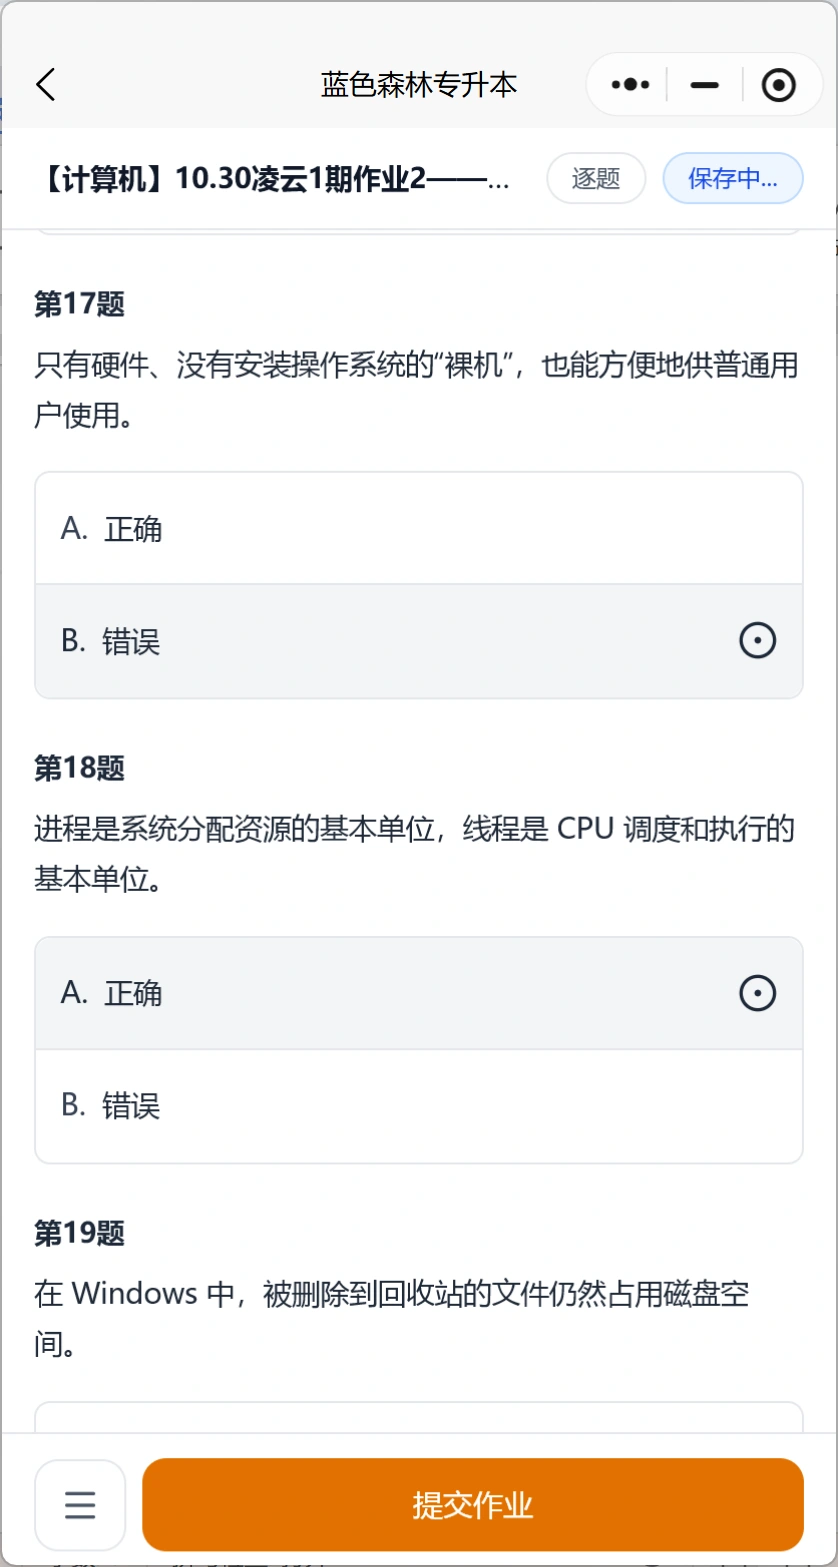 蓝色森林专升本
【计算机】10.30凌云1期作业2——...
逐题
保存中...
第17题
只有硬件、没有安装操作系统的“裸机”，也能方便地供普通用
户使用。
A. 正确
B. 错误
第18题
进程是系统分配资源的基本单位，线程是 CPU 调度和执行的
基本单位。
A. 正确
B. 错误
第19题
在 Windows 中，被删除到回收站的文件仍然占用磁盘空
间。
提交作业